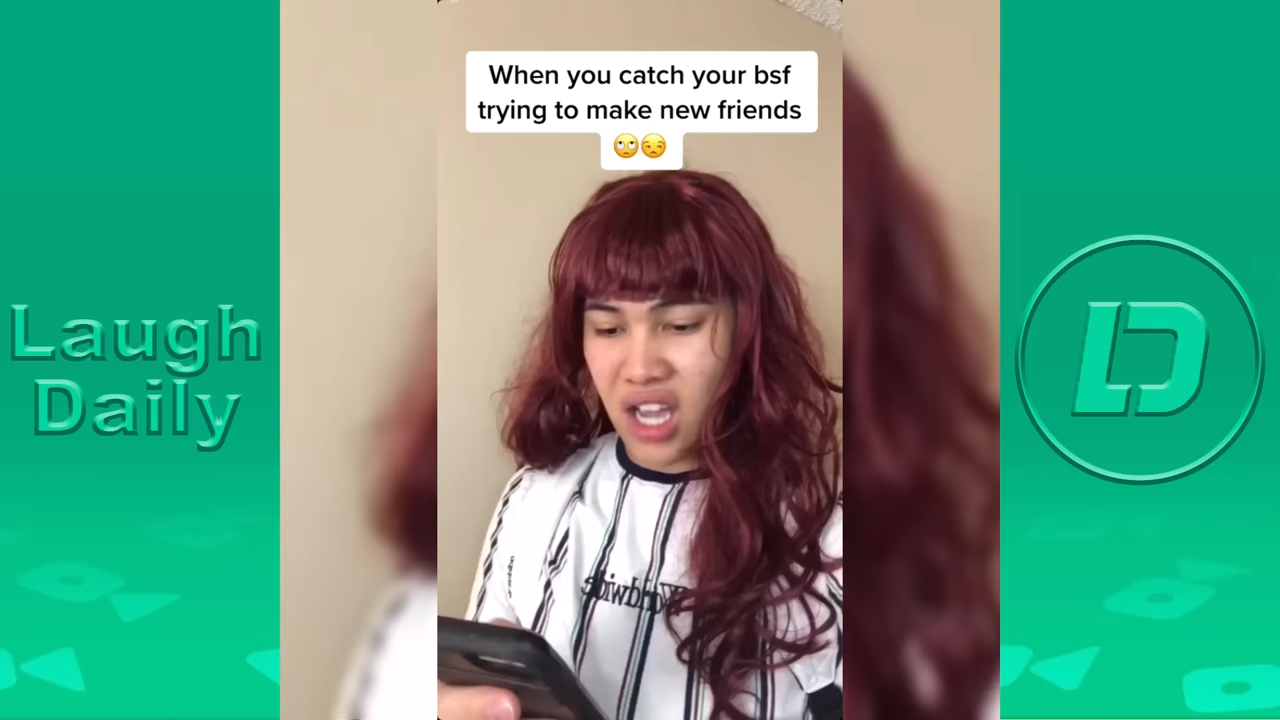 When you catch your bsf
trying to make new friends
🙄😒
Laugh
Daily
LD